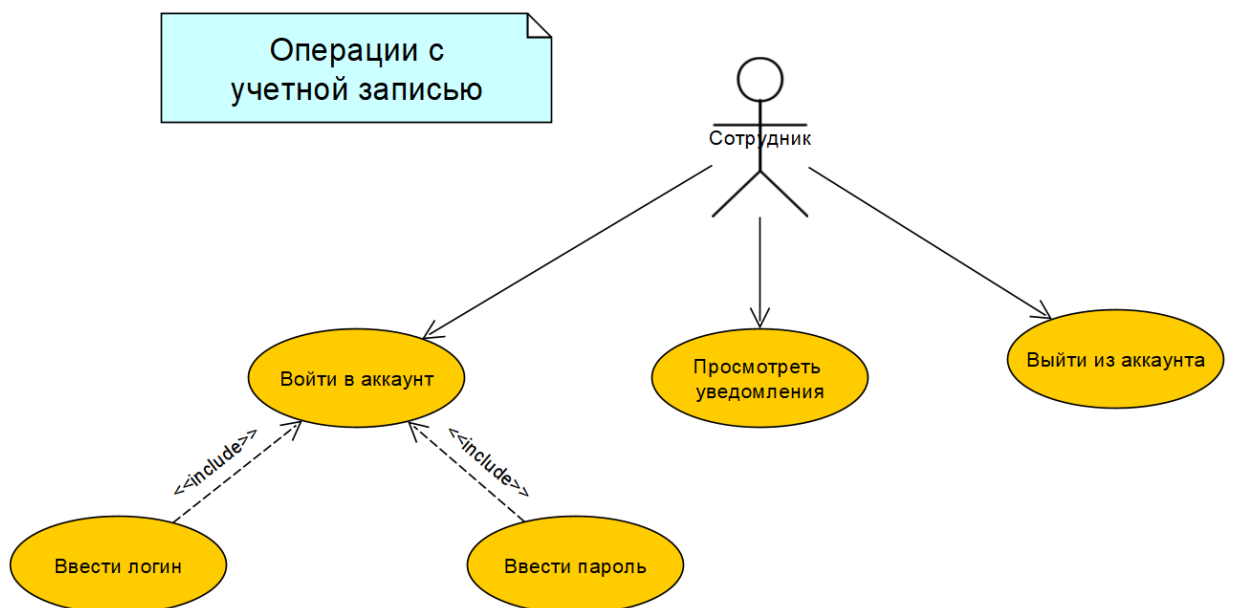 Операции с
учетной записью
Сотрудник
Войти в аккаунт
Просмотреть
уведомления
Выйти из аккаунта
<<include>>
<<include>>
Ввести логин
Ввести пароль